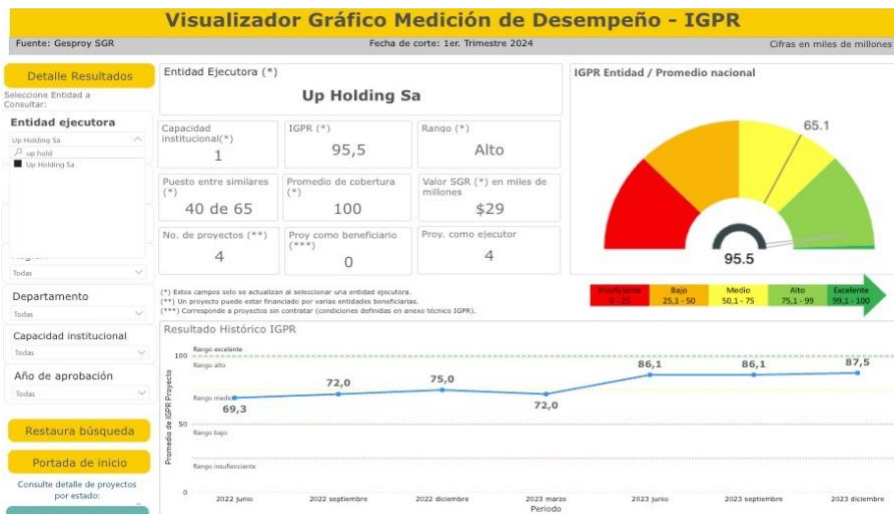 Visualizador Gráfico Medición de Desempeño - IGPR
Fuente: Gesproy SGR
Fecha de corte: 1er. Trimestre 2024
Cifras en miles de millones
Detalle Resultados
Seleccione Entidad a
Consultar:
Entidad ejecutora
Up Holding Sa
up hold
Up Holding Sa
Todas
Departamento
Todas
Capacidad institucional
Todas
Año de aprobación
Todas
Restaura búsqueda
Portada de inicio
Consulte detalle de proyectos
por estado:
Entidad Ejecutora (*)
Up Holding Sa
Capacidad
institucional(*)
1
IGPR (*)
95,5
Rango (*)
Alto
Puesto entre similares
(*)
40 de 65
Promedio de cobertura
(*)
100
Valor SGR (*) en miles de
millones
$29
No. de proyectos (**)
4
Proy como beneficiario
(***)
0
Proy. como ejecutor
4
(*) Estos campos solo se actualizan al seleccionar una entidad ejecutora.
(**) Un proyecto puede estar financiado por varias entidades beneficiarias.
(***) Corresponde a proyectos sin contratar (condiciones definidas en anexo técnico IGPR).
IGPR Entidad / Promedio nacional
65.1
95.5
Insuficiente
0 - 25
Bajo
25,1 - 50
Medio
50,1 - 75
Alto
75,1 - 99
Excelente
99,1 - 100
Resultado Histórico IGPR
Promedio de IGPR Proyecto
100
50
0
Rango excelente
Rango alto
Rango medio
Rango bajo
Rango insuficiente
69,3
72,0
75,0
72,0
86,1
86,1
87,5
2022 junio
2022 septiembre
2022 diciembre
2023 marzo
2023 junio
2023 septiembre
2023 diciembre
Periodo